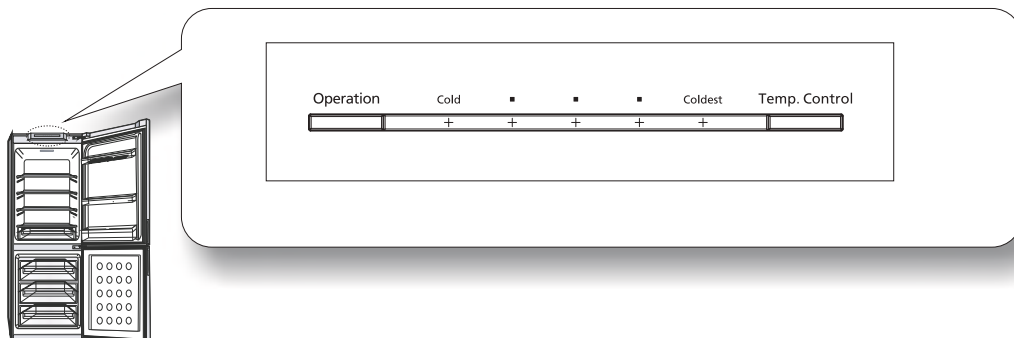 Operation Cold ▪ ▪ ▪ Coldest Temp. Control